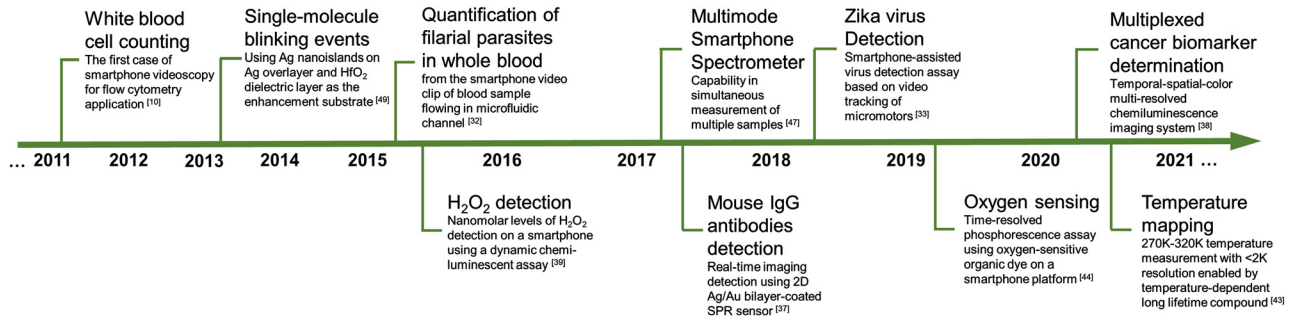 White blood
cell counting
The first case of
smartphone videoscopy
for flow cytometry
application [10]
Single-molecule
blinking events
Using Ag nanoislands on
Ag overlayer and HfO2
dielectric layer as the
enhancement substrate [49]
Quantification of
filarial parasites
in whole blood
from the smartphone video
clip of blood sample
flowing in microfluidic
channel [32]
Multimode
Smartphone
Spectrometer
Capability in
simultaneous
measurement of
multiple samples [47]
Zika virus
Detection
Smartphone-assisted
virus detection assay
based on video
tracking of
micromotors [33]
Multiplexed
cancer biomarker
determination
Temporal-spatial-color
multi-resolved
chemiluminescence
imaging system [38]
... 2011 2012 2013 2014 2015 2016 2017 2018 2019 2020 2021 ...
H2O2 detection
Nanomolar levels of H2O2
detection on a smartphone
using a dynamic chemi-
luminescent assay [39]
Mouse IgG
antibodies
detection
Real-time imaging
detection using 2D
Ag/Au bilayer-coated
SPR sensor [37]
Oxygen sensing
Time-resolved
phosphorescence assay
using oxygen-sensitive
organic dye on a
smartphone platform [44]
Temperature
mapping
270K-320K temperature
measurement with <2K
resolution enabled by
temperature-dependent
long lifetime compound [43]